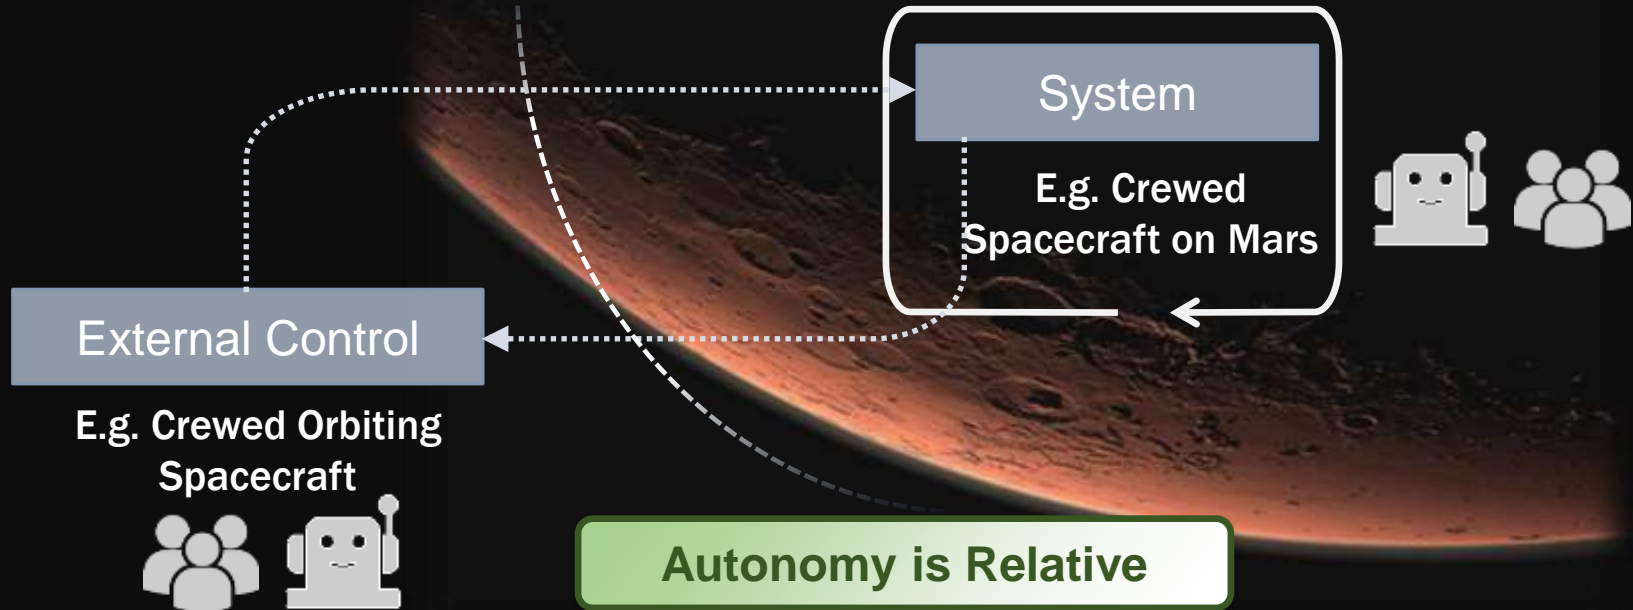 System
E.g. Crewed
Spacecraft on Mars
External Control
E.g. Crewed Orbiting
Spacecraft
Autonomy is Relative